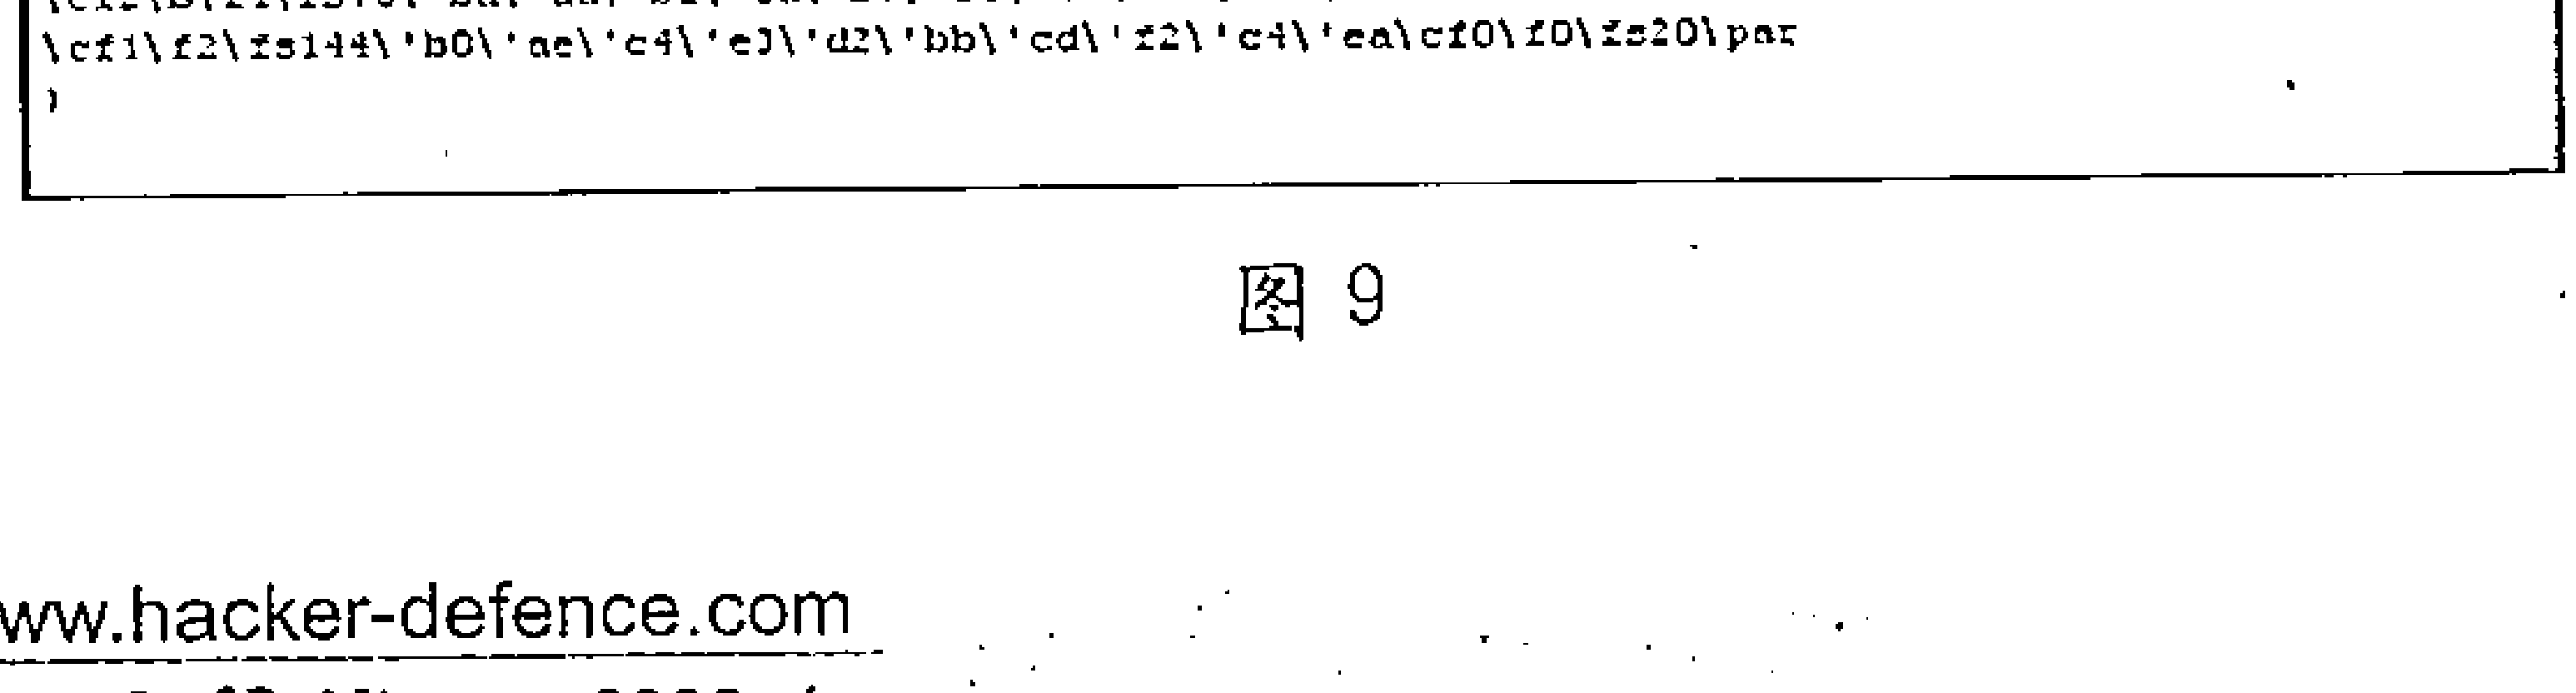 \cf1\f2\fs144\'b0\'ae\'c4\'e3\'d2\'bb\'cd\'f2\'c4\'ea\cf0\f0\fs20\par
}
图 9
ww.hacker-defence.com